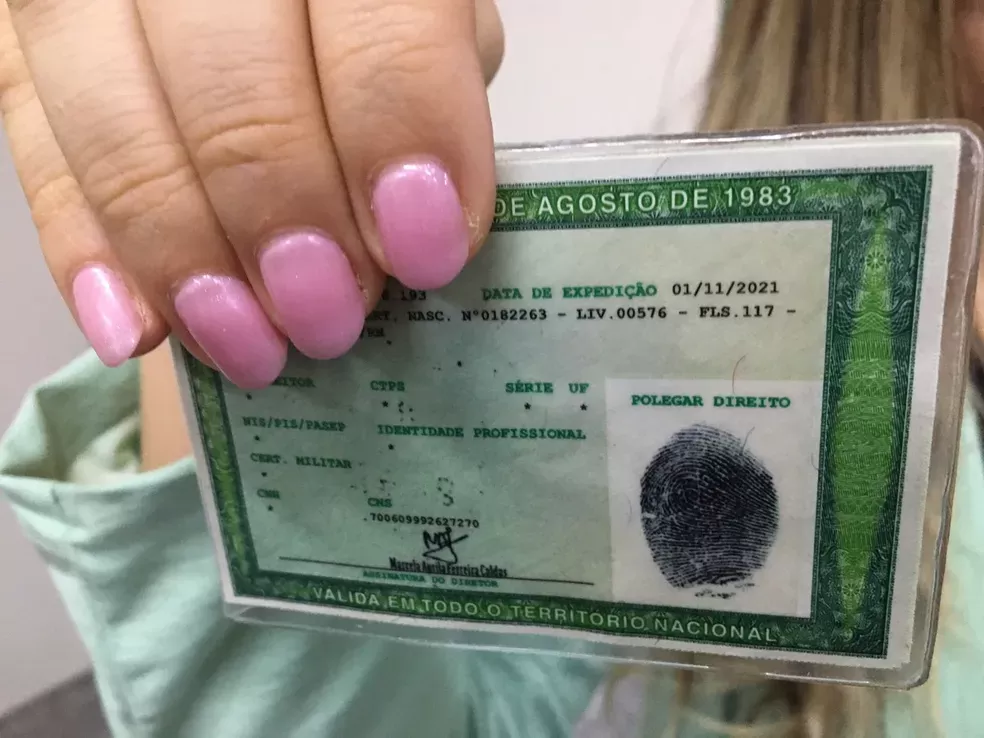 DE AGOSTO DE 1983
193 DATA DE EXPEDIÇÃO 01/11/2021
NASC. Nº0182263 - LIV.00576 - FLS.117 -
CTPS SÉRIE UF
* * *
NIS/PIS/PASEP IDENTIDADE PROFISSIONAL
* *
CERT. MILITAR
*
CNH CNS
* .700609992627270
POLEGAR DIREITO
ASSINATURA DO DIRETOR
VÁLIDA EM TODO O TERRITÓRIO NACIONAL